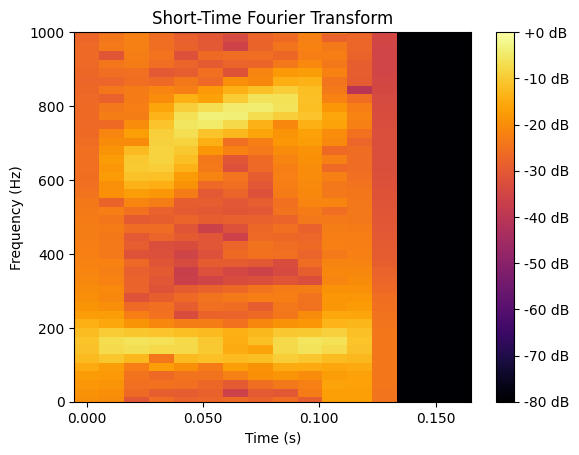 Short-Time Fourier Transform
1000
800
600
400
200
0
Frequency (Hz)
0.000
0.050
0.100
0.150
Time (s)
+0 dB
-10 dB
-20 dB
-30 dB
-40 dB
-50 dB
-60 dB
-70 dB
-80 dB